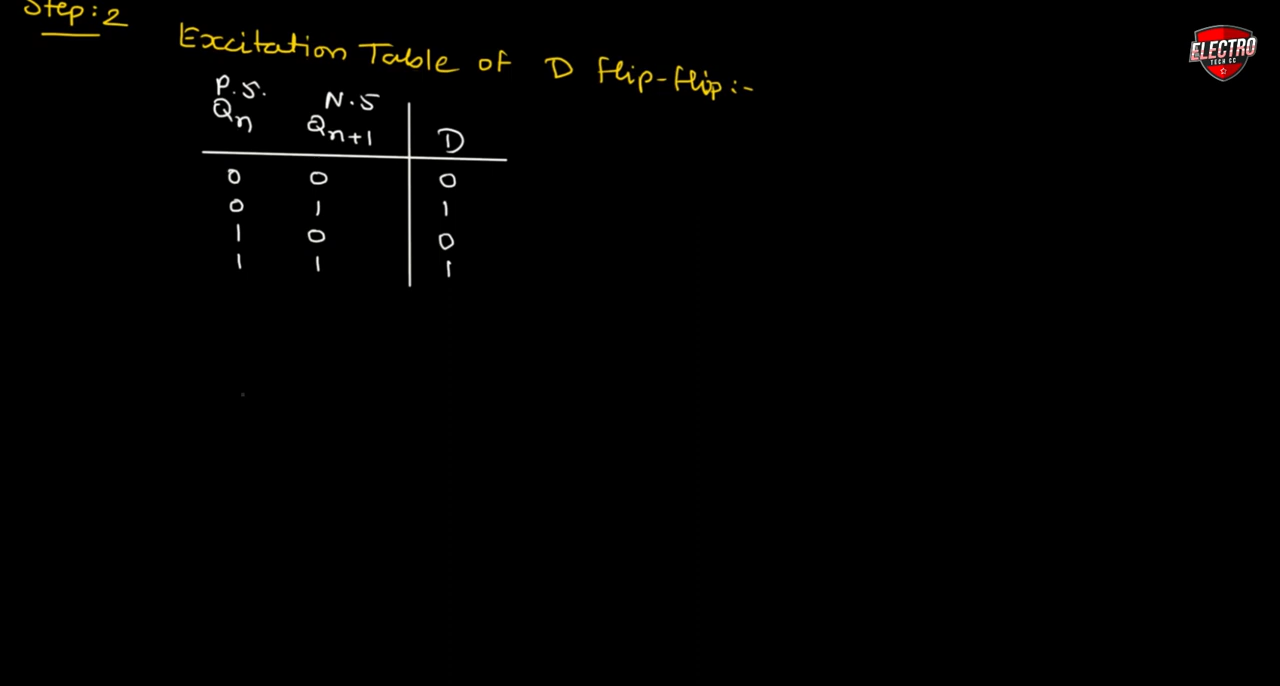 Step:2
Excitation Table of D flip-flip:-
P.S. N.S
Qn Qn+1 D
0 0 0
0 1 1
1 0 0
1 1 1
ELECTRO
TECH CC